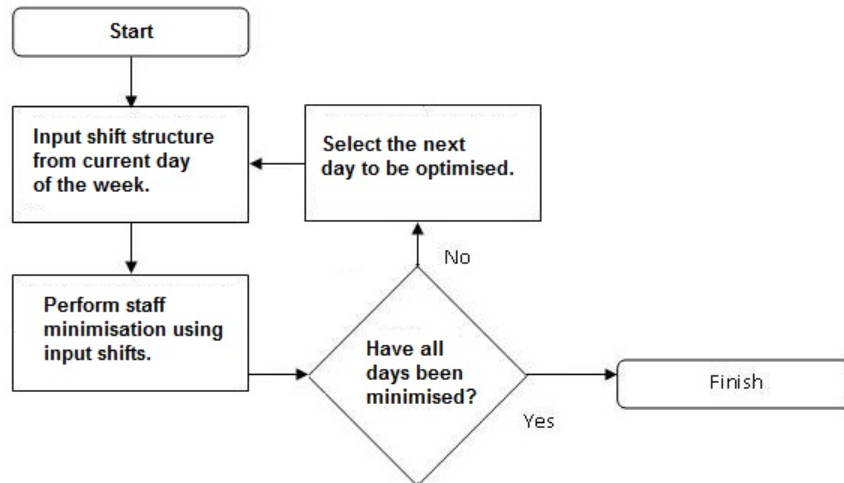 Start
Input shift structure
from current day
of the week.
Select the next
day to be optimised.
No
Perform staff
minimisation using
input shifts.
Have all
days been
minimised?
Yes
Finish